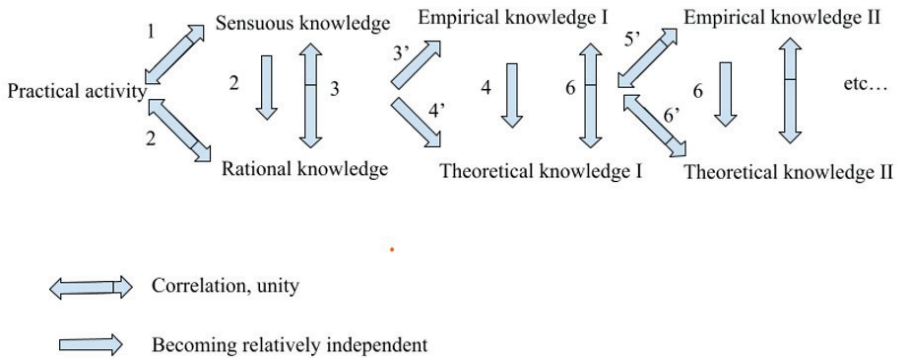 Sensuous knowledge
Empirical knowledge I
Empirical knowledge II
1
3’
5’
Practical activity
2
3
4
6
6
etc…
2
4’
6’
Rational knowledge
Theoretical knowledge I
Theoretical knowledge II
Correlation, unity
Becoming relatively independent